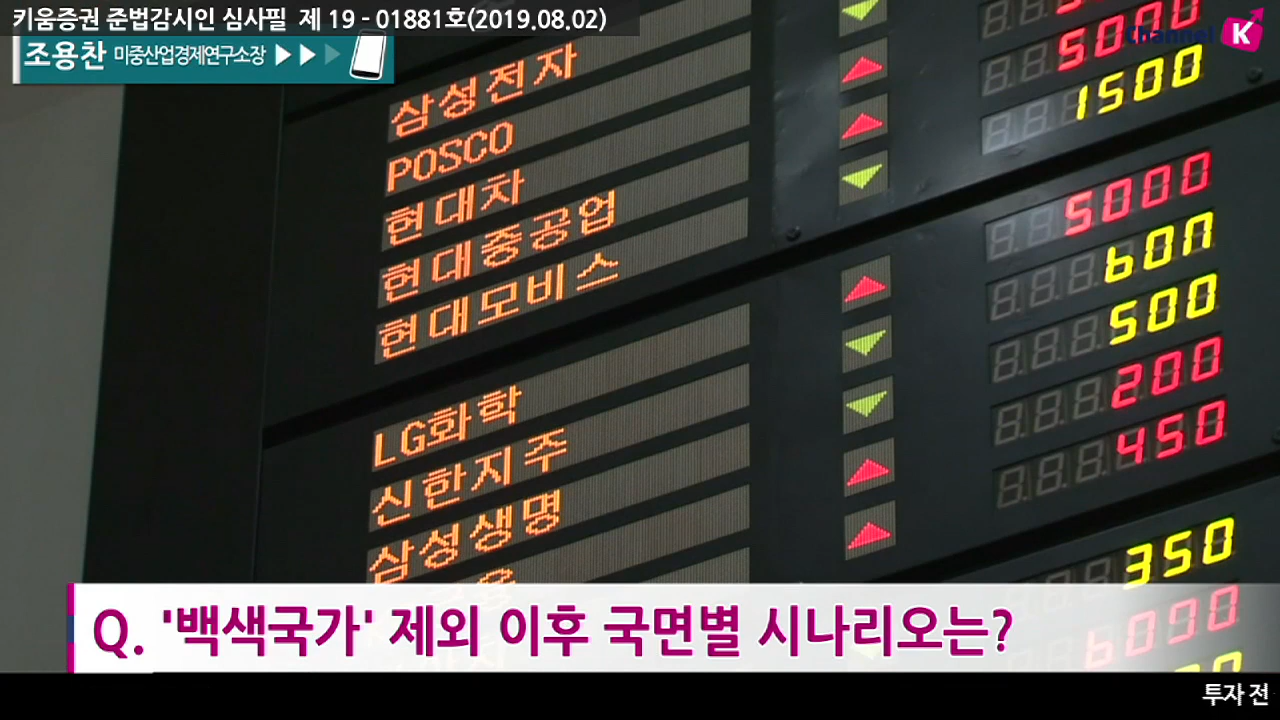 키움증권 준법감시인 심사필 제 19 - 01881호(2019.08.02)
조용찬 미중산업경제연구소장
Channel K
삼성전자
POSCO
현대차
현대중공업
현대모비스
LG화학
신한지주
삼성생명
5000
1500
5000
600
500
200
450
350
6000
Q. '백색국가' 제외 이후 국면별 시나리오는?
투자 전